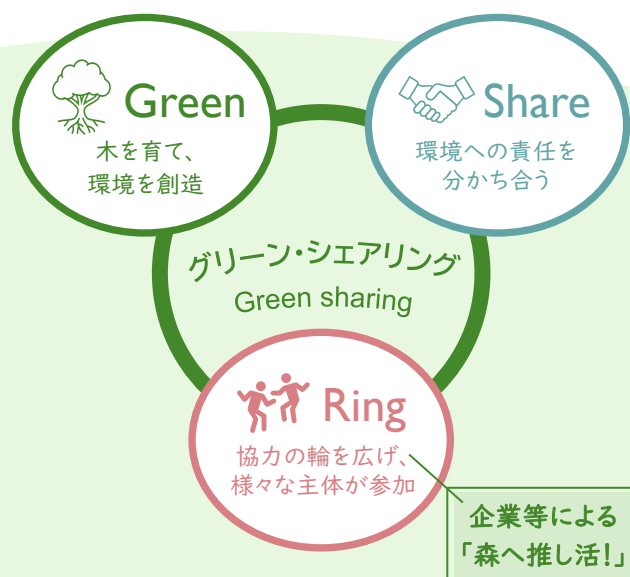 Green
木を育て、
環境を創造
Share
環境への責任を
分かち合う
グリーン・シェアリング
Green sharing
Ring
協力の輪を広げ、
様々な主体が参加
企業等による
「森へ推し活!」